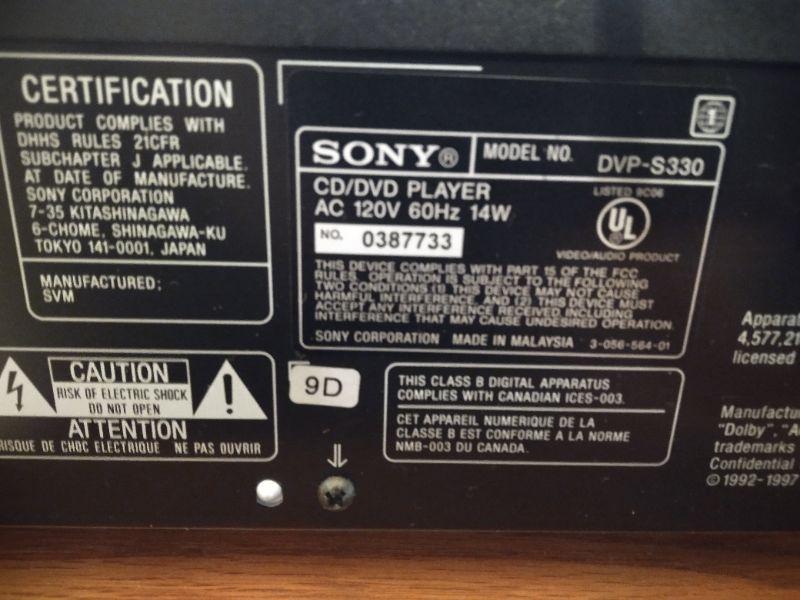 CERTIFICATION
PRODUCT COMPLIES WITH
DHHS RULES 21CFR
SUBCHAPTER J APPLICABLE.
AT DATE OF MANUFACTURE.
SONY CORPORATION
7-35 KITASHINAGAWA
6-CHOME, SHINAGAWA-KU
TOKYO 141-0001, JAPAN
MANUFACTURED;
SVM
SONY®
MODEL NO. DVP-S330
CD/DVD PLAYER
AC 120V 60Hz 14W
NO. 0387733
LISTED 9C06
UL
VIDEO/AUDIO PRODUCT
THIS DEVICE COMPLIES WITH PART 15 OF THE FCC
RULES. OPERATION IS SUBJECT TO THE FOLLOWING
TWO CONDITIONS (1) THIS DEVICE MAY NOT CAUSE
HARMFUL INTERFERENCE, AND (2) THIS DEVICE MUST
ACCEPT ANY INTERFERENCE RECEIVED, INCLUDING
INTERFERENCE THAT MAY CAUSE UNDESIRED OPERATION.
SONY CORPORATION MADE IN MALAYSIA 3-056-564-01
CAUTION
RISK OF ELECTRIC SHOCK
DO NOT OPEN
ATTENTION
RISQUE DE CHOC ELECTRIQUE NE PAS OUVRIR
9D
THIS CLASS B DIGITAL APPARATUS
COMPLIES WITH CANADIAN ICES-003.
CET APPAREIL NUMERIQUE DE LA
CLASSE B EST CONFORME A LA NORME
NMB-003 DU CANADA.
Apparat
4,577,21
licensed
Manufactur
"Dolby", "A
trademarks
Confidential
© 1992-1997